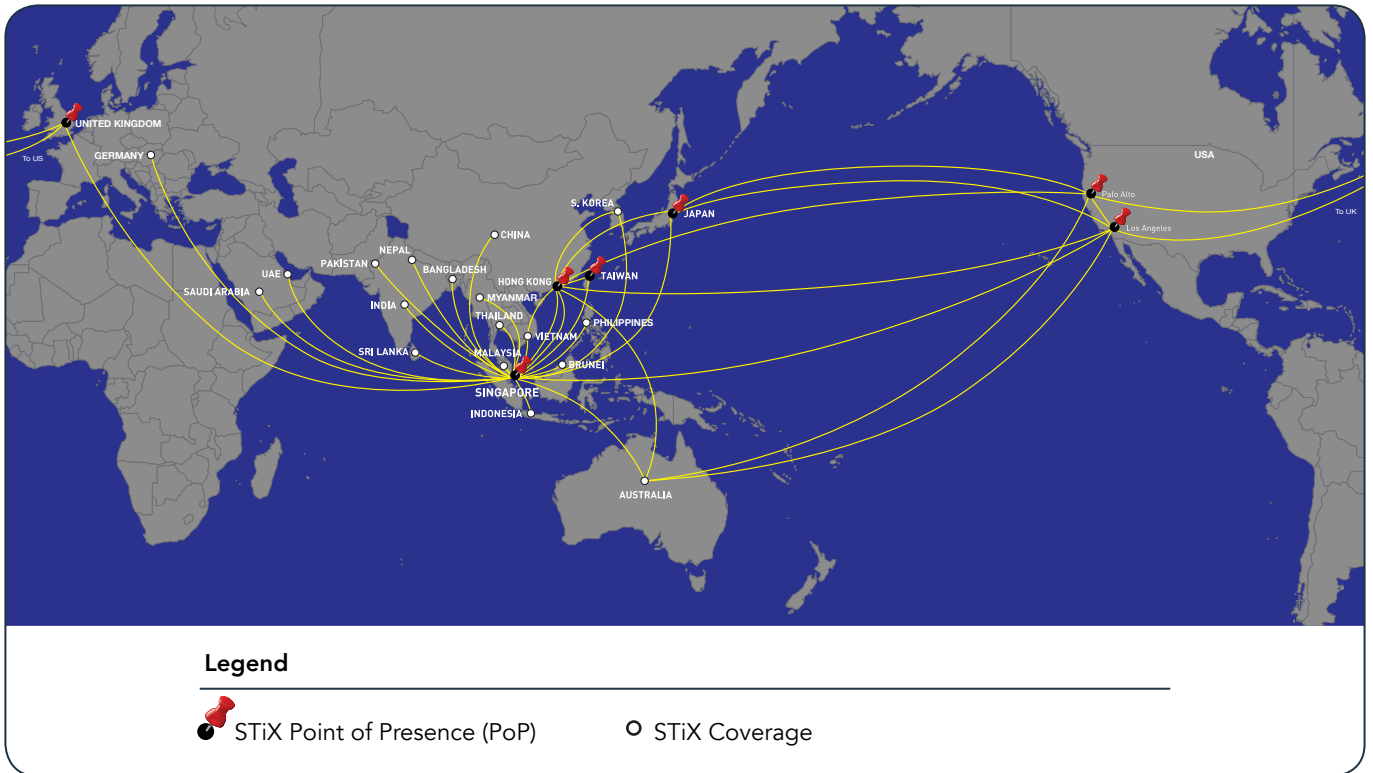 UNITED KINGDOM
To US
GERMANY
USA
Palo Alto
S. KOREA
JAPAN
To UK
Los Angeles
CHINA
NEPAL
PAKISTAN
BANGLADESH
UAE
HONG KONG
TAIWAN
SAUDI ARABIA
MYANMAR
INDIA
THAILAND
PHILIPPINES
VIETNAM
SRI LANKA
MALAYSIA
BRUNEI
SINGAPORE
INDONESIA
AUSTRALIA
Legend
STiX Point of Presence (PoP)
STiX Coverage